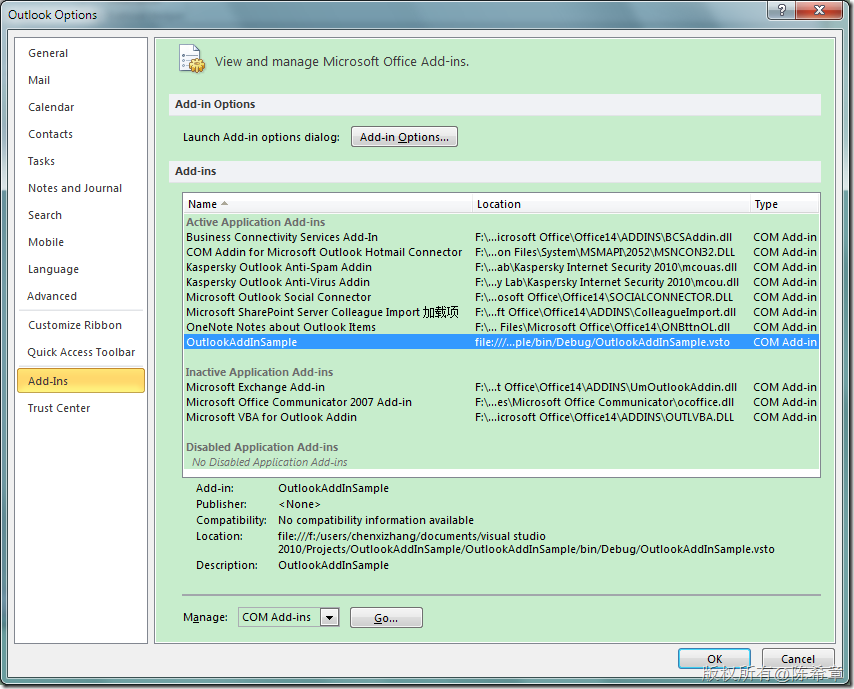 Outlook Options
General
Mail
Calendar
Contacts
Tasks
Notes and Journal
Search
Mobile
Language
Advanced
Customize Ribbon
Quick Access Toolbar
Add-Ins
Trust Center
View and manage Microsoft Office Add-ins.
Add-in Options
Launch Add-in options dialog: Add-in Options...
Add-ins
Name Location Type
Active Application Add-ins
Business Connectivity Services Add-In F:\...icrosoft Office\Office14\ADDINS\BCSAddin.dll COM Add-in
COM Addin for Microsoft Outlook Hotmail Connector F:\...on Files\System\MSMAPI\2052\MSNCON32.DLL COM Add-in
Kaspersky Outlook Anti-Spam Addin F:\...ab\Kaspersky Internet Security 2010\mcouas.dll COM Add-in
Kaspersky Outlook Anti-Virus Addin F:\...y Lab\Kaspersky Internet Security 2010\mcou.dll COM Add-in
Microsoft Outlook Social Connector F:\...osoft Office\Office14\SOCIALCONNECTOR.DLL COM Add-in
Microsoft SharePoint Server Colleague Import 加载项 F:\...ft Office\Office14\ADDINS\ColleagueImport.dll COM Add-in
OneNote Notes about Outlook Items F:\... Files\Microsoft Office\Office14\ONBttnOL.dll COM Add-in
OutlookAddInSample file:///...ple/bin/Debug/OutlookAddInSample.vsto COM Add-in
Inactive Application Add-ins
Microsoft Exchange Add-in F:\...t Office\Office14\ADDINS\UmOutlookAddin.dll COM Add-in
Microsoft Office Communicator 2007 Add-in F:\...es\Microsoft Office Communicator\ocoffice.dll COM Add-in
Microsoft VBA for Outlook Addin F:\...icrosoft Office\Office14\ADDINS\OUTLVBA.DLL COM Add-in
Disabled Application Add-ins
No Disabled Application Add-ins
Add-in: OutlookAddInSample
Publisher: <None>
Compatibility: No compatibility information available
Location: file:///f:/users/chenxizhang/documents/visual studio
2010/Projects/OutlookAddInSample/OutlookAddInSample/bin/Debug/OutlookAddInSample.vsto
Description: OutlookAddInSample
Manage: COM Add-ins Go...
OK Cancel
版权所有@陈希章